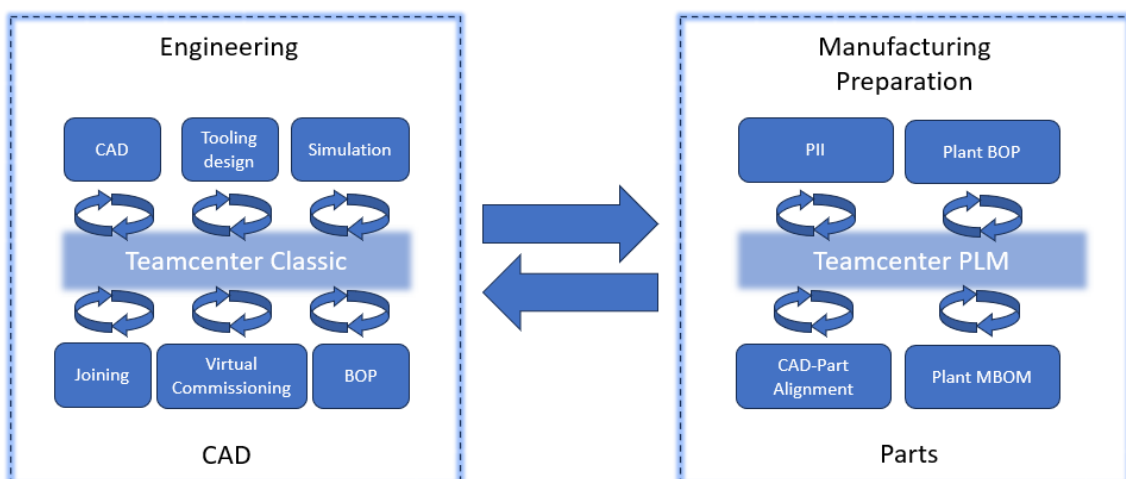 Engineering
CAD
Tooling
design
Simulation
Teamcenter Classic
Joining
Virtual
Commissioning
BOP
CAD
Manufacturing
Preparation
PII
Plant BOP
Teamcenter PLM
CAD-Part
Alignment
Plant MBOM
Parts